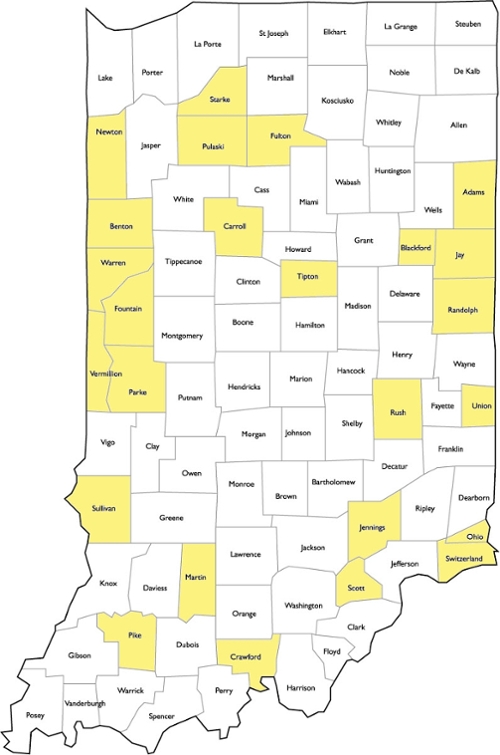 Steuben
La Grange
Elkhart
St Joseph
La Porte
Lake
Porter
Noble
De Kalb
Marshall
Starke
Kosciusko
Whitley
Allen
Newton
Jasper
Pulaski
Fulton
Huntington
Wabash
Miami
Cass
White
Adams
Wells
Carroll
Benton
Grant
Blackford
Jay
Howard
Warren
Tippecanoe
Tipton
Clinton
Delaware
Madison
Randolph
Fountain
Boone
Hamilton
Montgomery
Henry
Wayne
Vermillion
Parke
Putnam
Hendricks
Marion
Hancock
Rush
Payette
Union
Shelby
Johnson
Morgan
Vigo
Clay
Franklin
Decatur
Owen
Monroe
Brown
Bartholomew
Dearborn
Ripley
Sullivan
Greene
Jennings
Ohio
Switzerland
Jackson
Lawrence
Jefferson
Scott
Knox
Daviess
Martin
Washington
Orange
Clark
Pike
Dubois
Crawford
Floyd
Gibson
Harrison
Perry
Warrick
Vanderburgh
Spencer
Posey